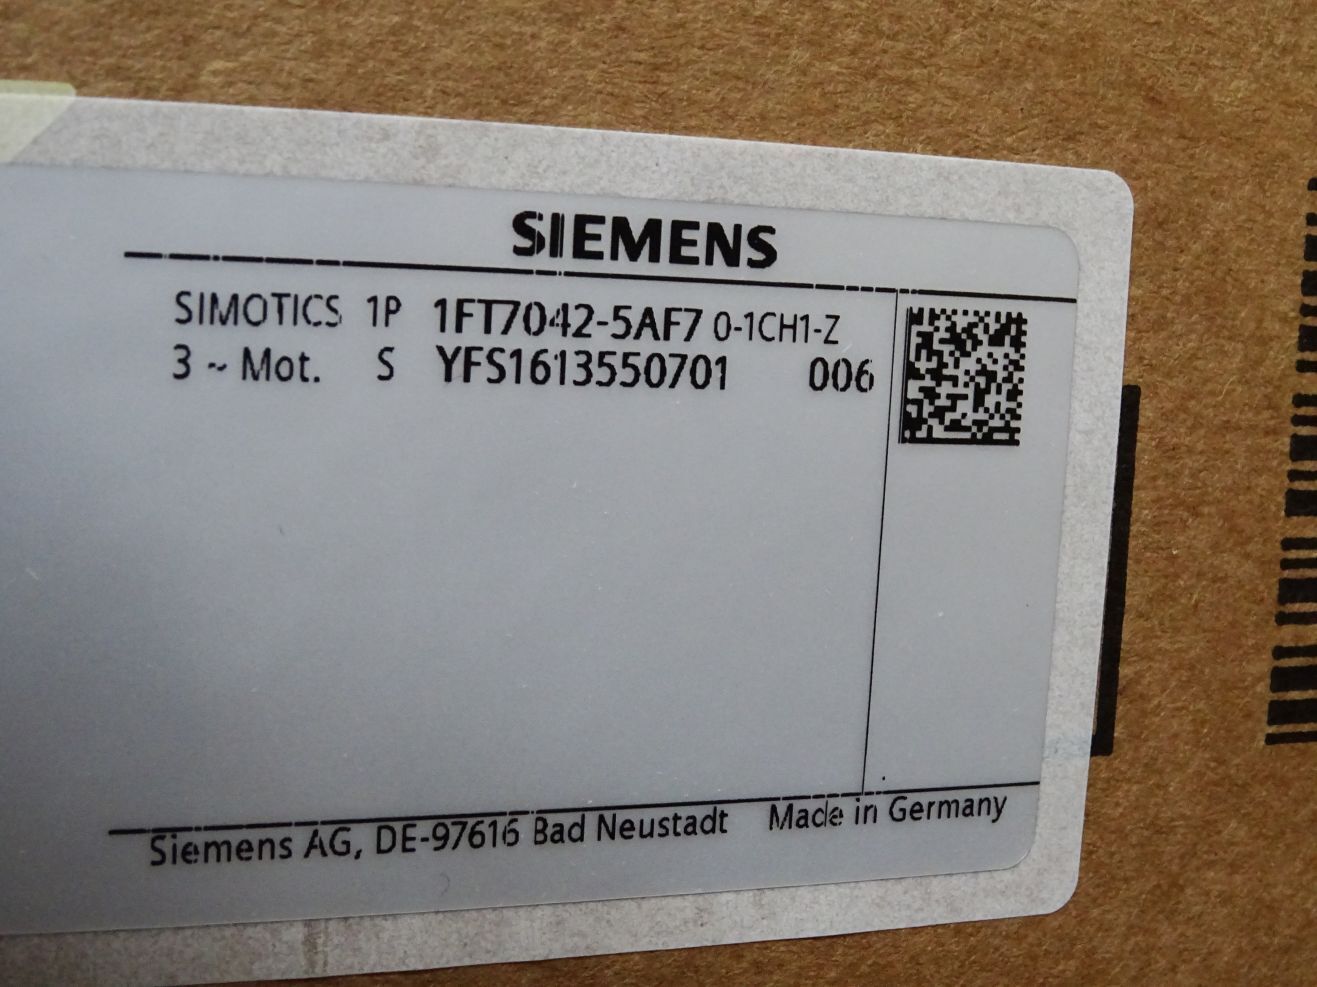 SIEMENS
SIMOTICS 1P 1FT7042-5AF7 0-1CH1-Z
3 ~ Mot. S YFS1613550701 006
Siemens AG, DE-97616 Bad Neustadt Made in Germany